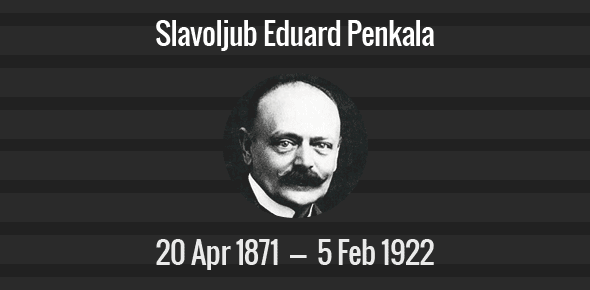 Slavoljub Eduard Penkala
20 Apr 1871 – 5 Feb 1922